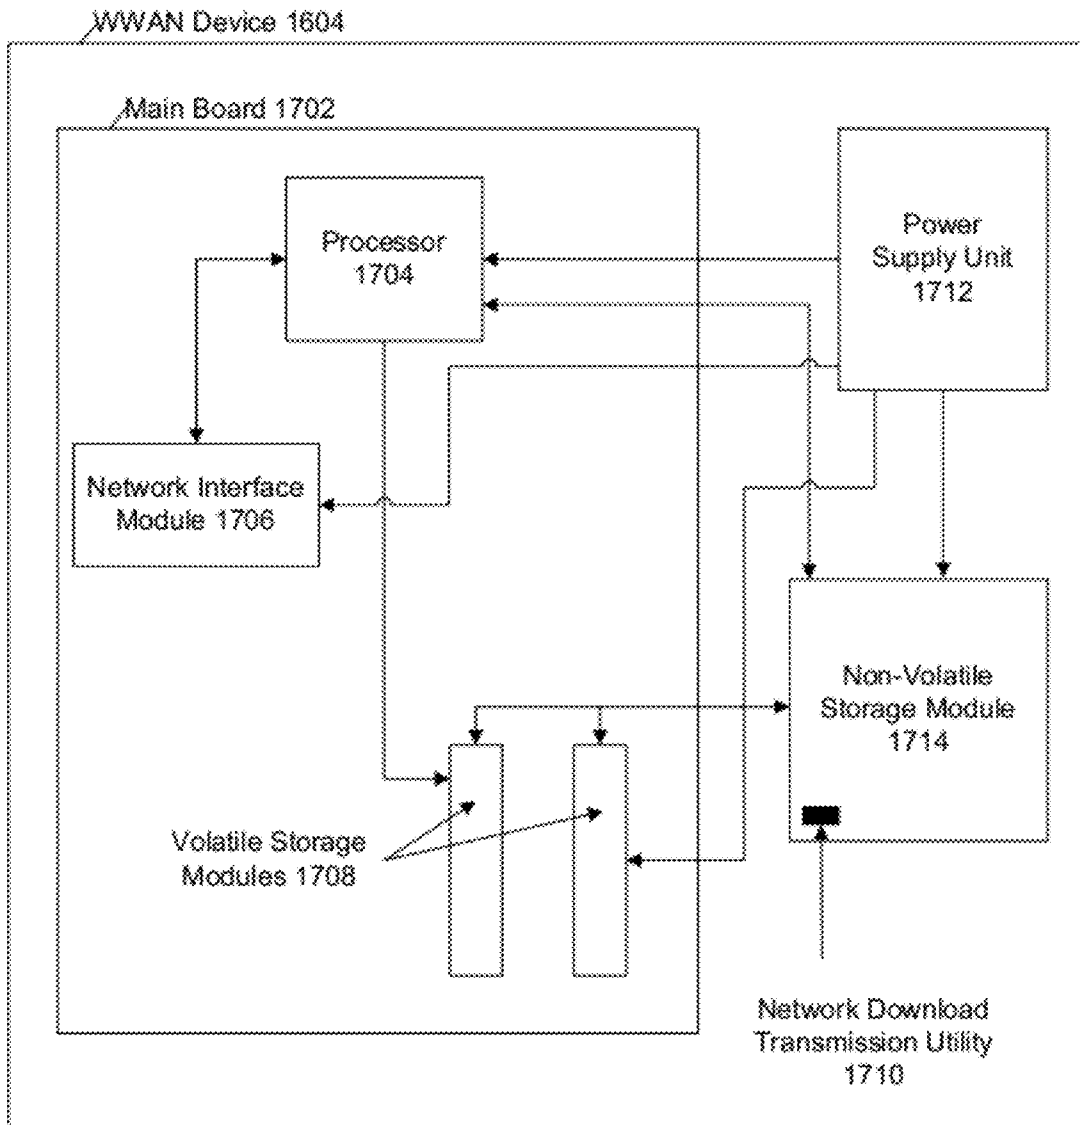 WWAN Device 1604
Main Board 1702
Processor
1704
Power
Supply Unit
1712
Network Interface
Module 1706
Non-Volatile
Storage Module
1714
Volatile Storage
Modules 1708
Network Download
Transmission Utility
1710